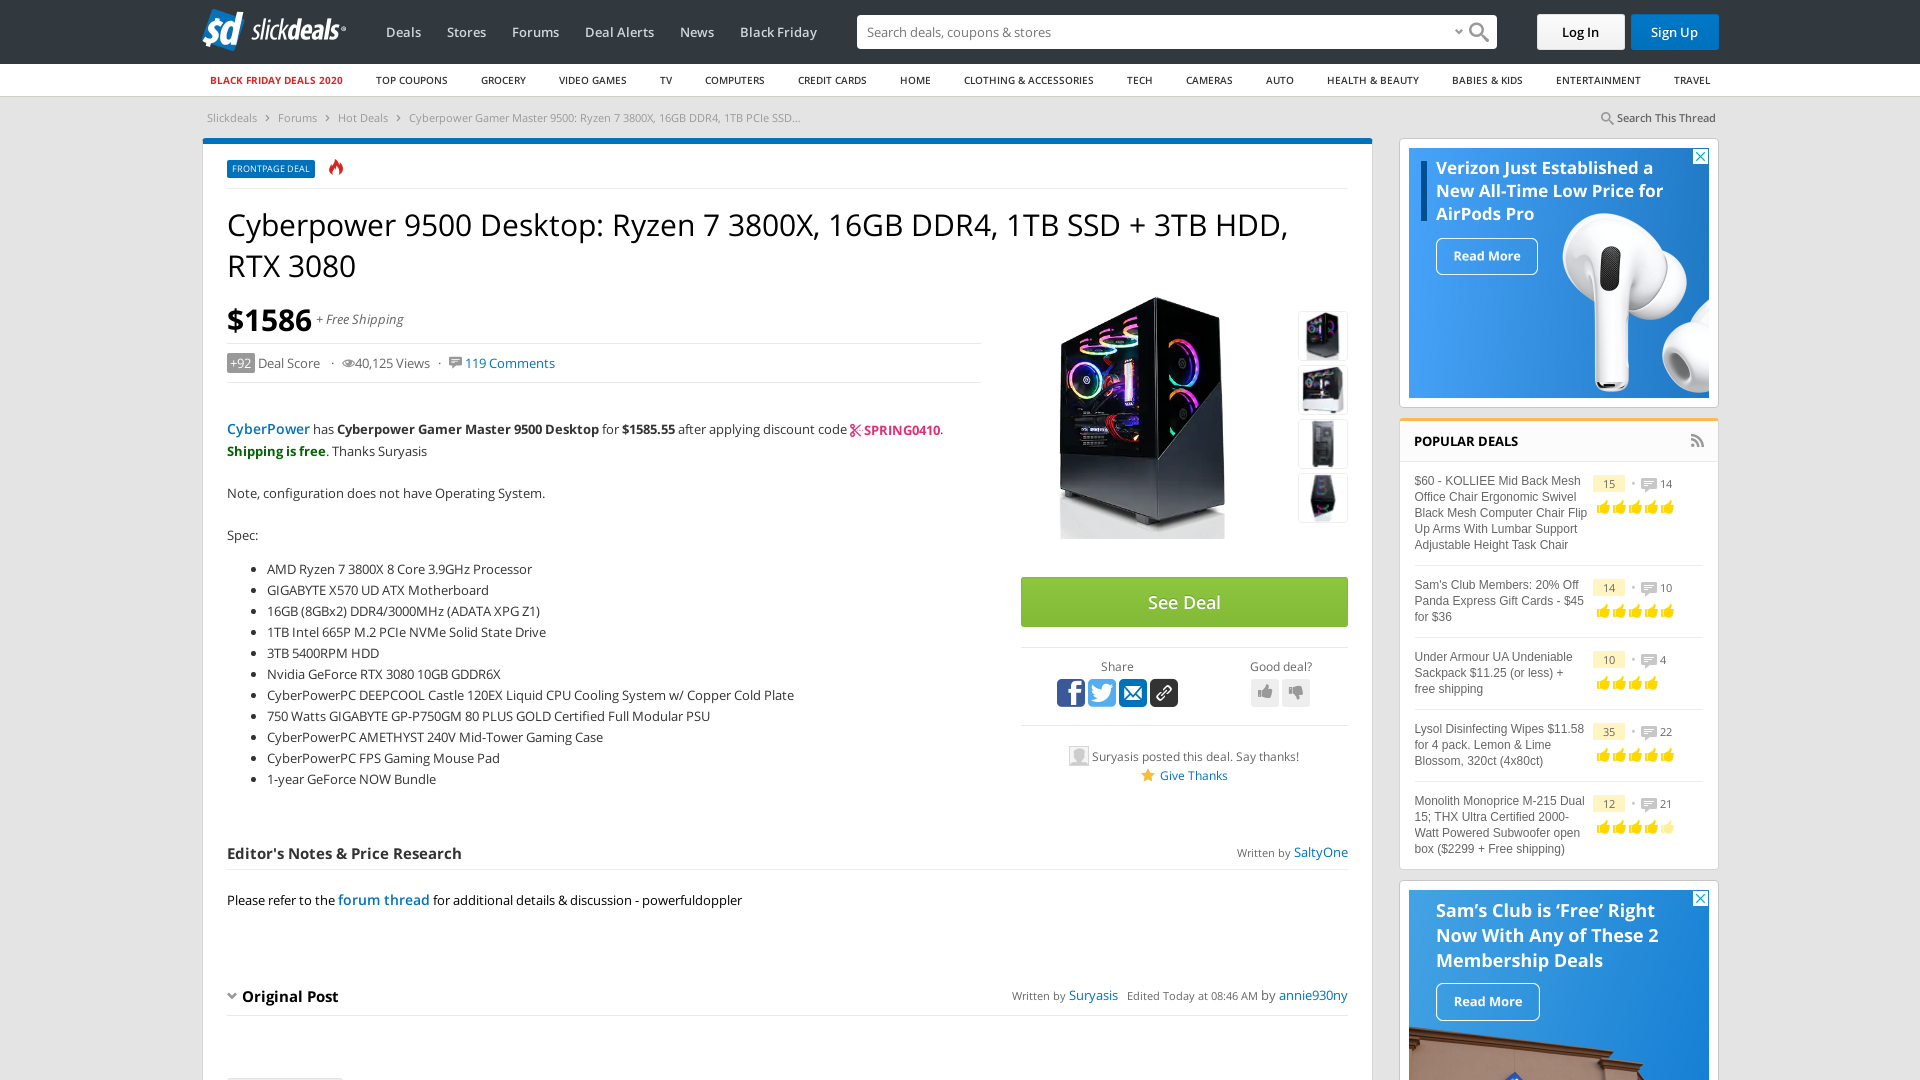 slickdeals
Deals
Stores
Forums
Deal Alerts
News
Black Friday
Search deals, coupons & stores
Log In
Sign Up
BLACK FRIDAY DEALS 2020
TOP COUPONS
GROCERY
VIDEO GAMES
TV
COMPUTERS
CREDIT CARDS
HOME
CLOTHING & ACCESSORIES
TECH
CAMERAS
AUTO
HEALTH & BEAUTY
BABIES & KIDS
ENTERTAINMENT
TRAVEL
Slickdeals › Forums › Hot Deals › Cyberpower Gamer Master 9500: Ryzen 7 3800X, 16GB DDR4, 1TB PCIe SSD...
Search This Thread
FRONTPAGE DEAL
Cyberpower 9500 Desktop: Ryzen 7 3800X, 16GB DDR4, 1TB SSD + 3TB HDD,
RTX 3080
$1586 + Free Shipping
+92 Deal Score · 40,125 Views · 119 Comments
CyberPower has Cyberpower Gamer Master 9500 Desktop for $1585.55 after applying discount code SPRING0410.
Shipping is free. Thanks Suryasis
Note, configuration does not have Operating System.
Spec:
• AMD Ryzen 7 3800X 8 Core 3.9GHz Processor
• GIGABYTE X570 UD ATX Motherboard
• 16GB (8GBx2) DDR4/3000MHz (ADATA XPG Z1)
• 1TB Intel 665P M.2 PCIe NVMe Solid State Drive
• 3TB 5400RPM HDD
• Nvidia GeForce RTX 3080 10GB GDDR6X
• CyberPowerPC DEEPCOOL Castle 120EX Liquid CPU Cooling System w/ Copper Cold Plate
• 750 Watts GIGABYTE GP-P750GM 80 PLUS GOLD Certified Full Modular PSU
• CyberPowerPC AMETHYST 240V Mid-Tower Gaming Case
• CyberPowerPC FPS Gaming Mouse Pad
• 1-year GeForce NOW Bundle
See Deal
Share
Good deal?
Suryasis posted this deal. Say thanks!
Give Thanks
Editor's Notes & Price Research
Written by SaltyOne
Please refer to the forum thread for additional details & discussion - powerfuldoppler
Original Post
Written by Suryasis Edited Today at 08:46 AM by annie930ny
Verizon Just Established a
New All-Time Low Price for
AirPods Pro
Read More
POPULAR DEALS
$60 - KOLLIEE Mid Back Mesh
Office Chair Ergonomic Swivel
Black Mesh Computer Chair Flip
Up Arms With Lumbar Support
Adjustable Height Task Chair
15 • 14
Sam's Club Members: 20% Off
Panda Express Gift Cards - $45
for $36
14 • 10
Under Armour UA Undeniable
Sackpack $11.25 (or less) +
free shipping
10 • 4
Lysol Disinfecting Wipes $11.58
for 4 pack. Lemon & Lime
Blossom, 320ct (4x80ct)
35 • 22
Monolith Monoprice M-215 Dual
15; THX Ultra Certified 2000-
Watt Powered Subwoofer open
box ($2299 + Free shipping)
12 • 21
Sam's Club is 'Free' Right
Now With Any of These 2
Membership Deals
Read More